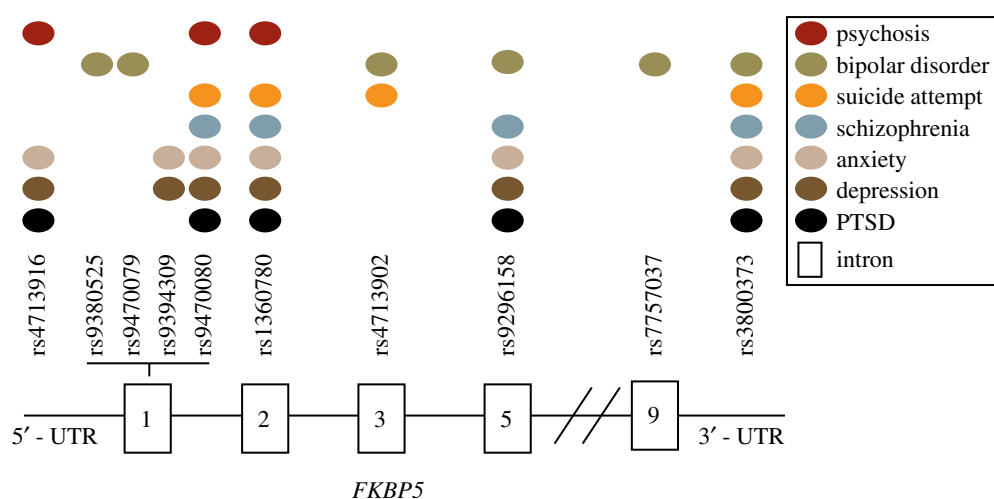 psychosis
bipolar disorder
suicide attempt
schizophrenia
anxiety
depression
PTSD
intron
rs4713916
rs9380525
rs9470079
rs9394309
rs9470080
rs1360780
rs4713902
rs9296158
rs7757037
rs3800373
1
2
3
5
9
5′ - UTR
3′ - UTR
FKBP5